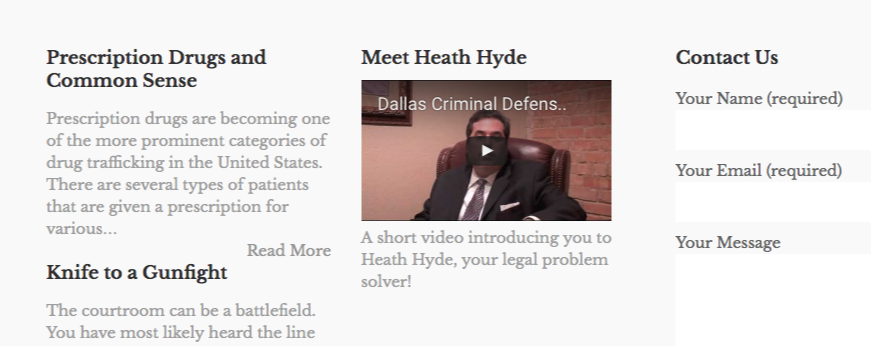 Prescription Drugs and
Common Sense
Prescription drugs are becoming one
of the more prominent categories of
drug trafficking in the United States.
There are several types of patients
that are given a prescription for
various...
Read More
Knife to a Gunfight
The courtroom can be a battlefield.
You have most likely heard the line
Meet Heath Hyde
Dallas Criminal Defens..
A short video introducing you to
Heath Hyde, your legal problem
solver!
Contact Us
Your Name (required)
Your Email (required)
Your Message